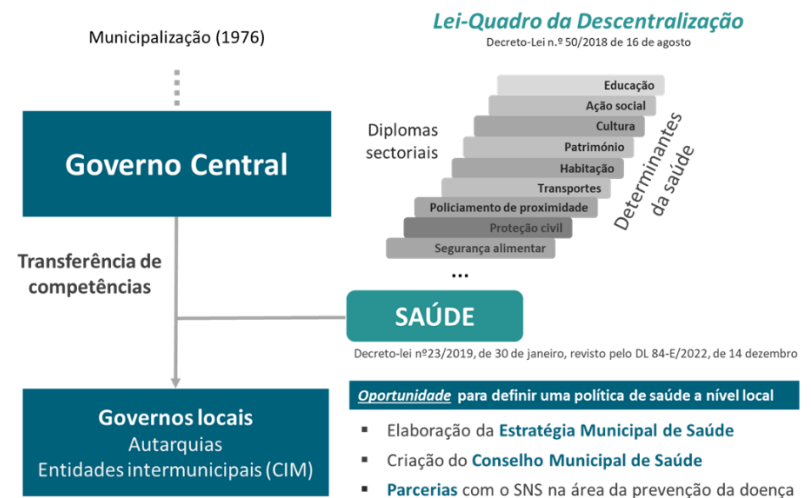 Municipalização (1976)
Lei-Quadro da Descentralização
Decreto-Lei n.º 50/2018 de 16 de agosto
Governo Central
Diplomas
sectoriais
Educação
Ação social
Cultura
Património
Habitação
Transportes
Policiamento de proximidade
Proteção civil
Segurança alimentar
...
Determinantes
da saúde
Transferência de
competências
SAÚDE
Decreto-lei nº23/2019, de 30 de janeiro, revisto pelo DL 84-E/2022, de 14 dezembro
Governos locais
Autarquias
Entidades intermunicipais (CIM)
Oportunidade para definir uma política de saúde a nível local
▪ Elaboração da Estratégia Municipal de Saúde
▪ Criação do Conselho Municipal de Saúde
▪ Parcerias com o SNS na área da prevenção da doença